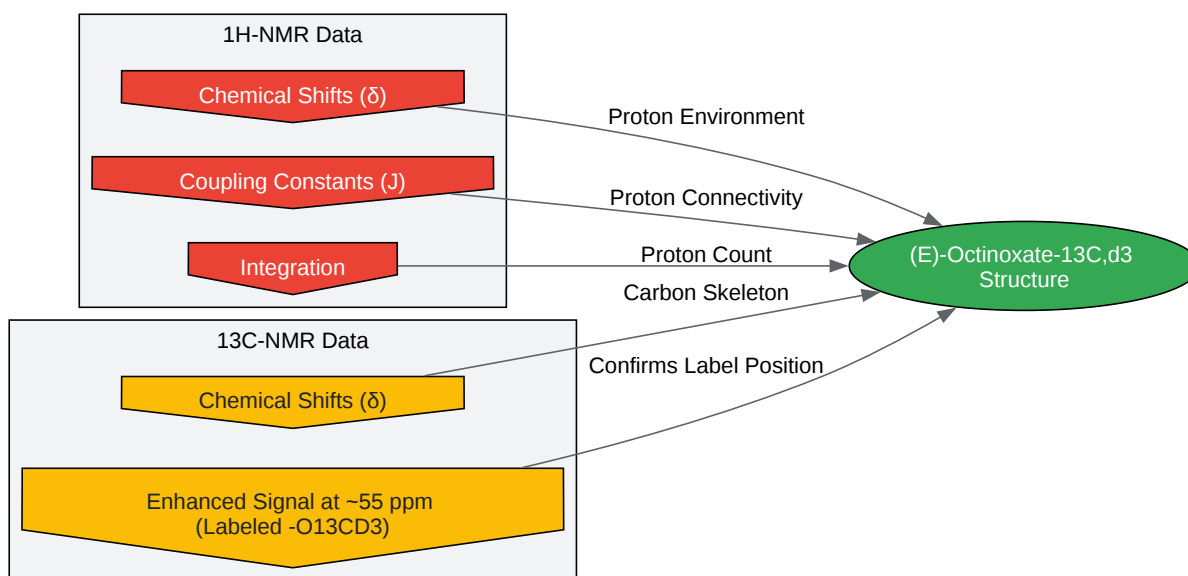 1H-NMR Data
Chemical Shifts (δ)
Proton Environment
Coupling Constants (J)
Proton Connectivity
Integration
Proton Count
(E)-Octinoxate-13C,d3
Structure
Carbon Skeleton
13C-NMR Data
Chemical Shifts (δ)
Confirms Label Position
Enhanced Signal at ~55 ppm
(Labeled -O13CD3)